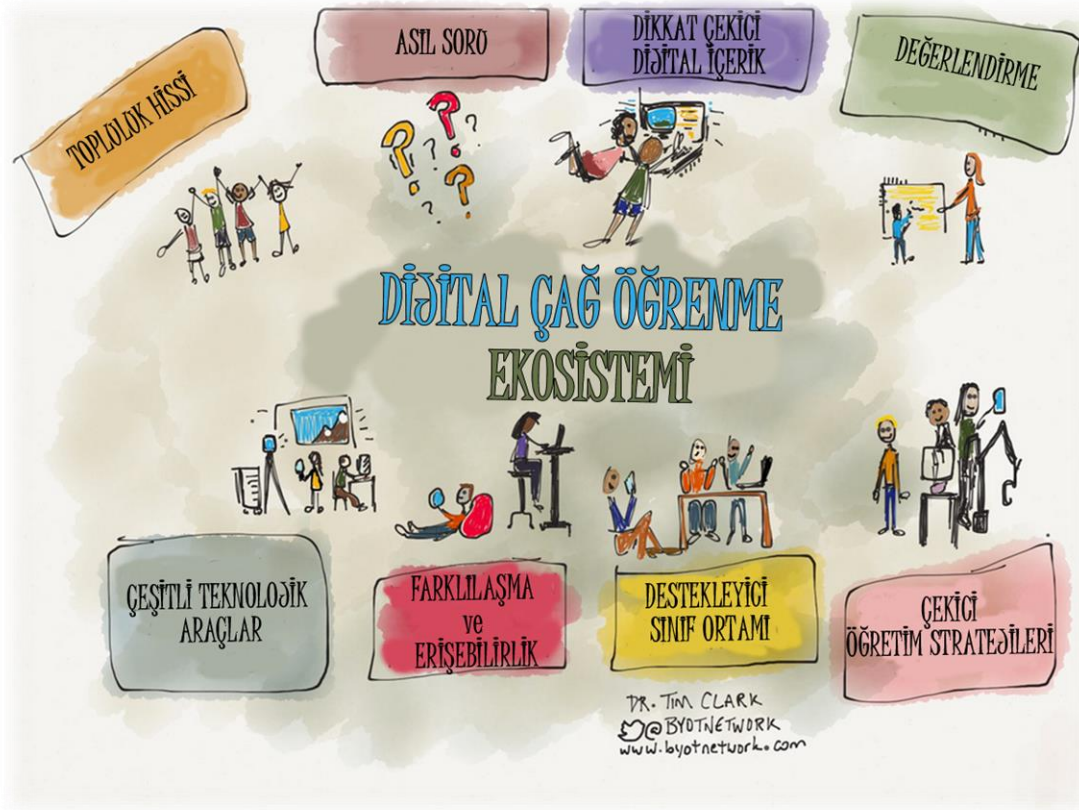 TOPLULUK HİSSİ
ASIL SORU
DİKKAT ÇEKİCİ
DİJİTAL İÇERİK
DEĞERLENDİRME
DİJİTAL ÇAĞ ÖĞRENME
EKOSİSTEMİ
ÇEŞİTLİ TEKNOLOJİK
ARAÇLAR
FARKLILAŞMA
ve
ERİŞEBİLİRLİK
DESTEKLEYİCİ
SINIF ORTAMI
ÇEKİCİ
ÖĞRETİM STRATEJİLERİ
DR. TIM CLARK
@BYOTNETWORK
www.byotnetwork.com